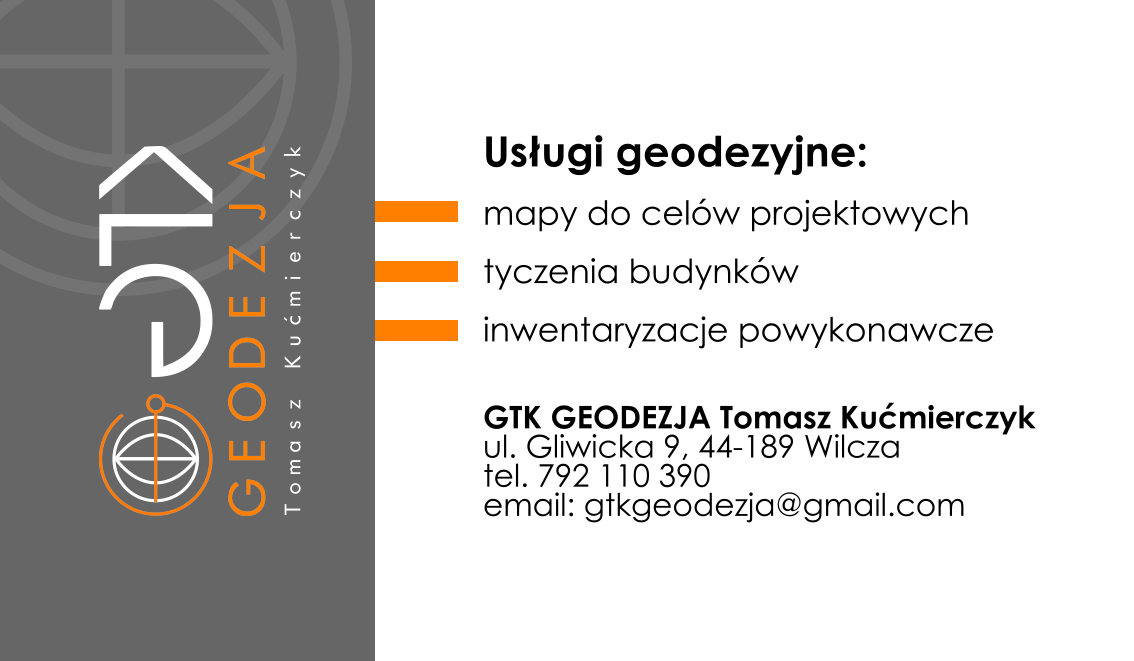 GTK
GEODEZJA
Tomasz Kućmierczyk
Usługi geodezyjne:
mapy do celów projektowych
tyczenia budynków
inwentaryzacje powykonawcze
GTK GEODEZJA Tomasz Kućmierczyk
ul. Gliwicka 9, 44-189 Wilcza
tel. 792 110 390
email: gtkgeodezja@gmail.com